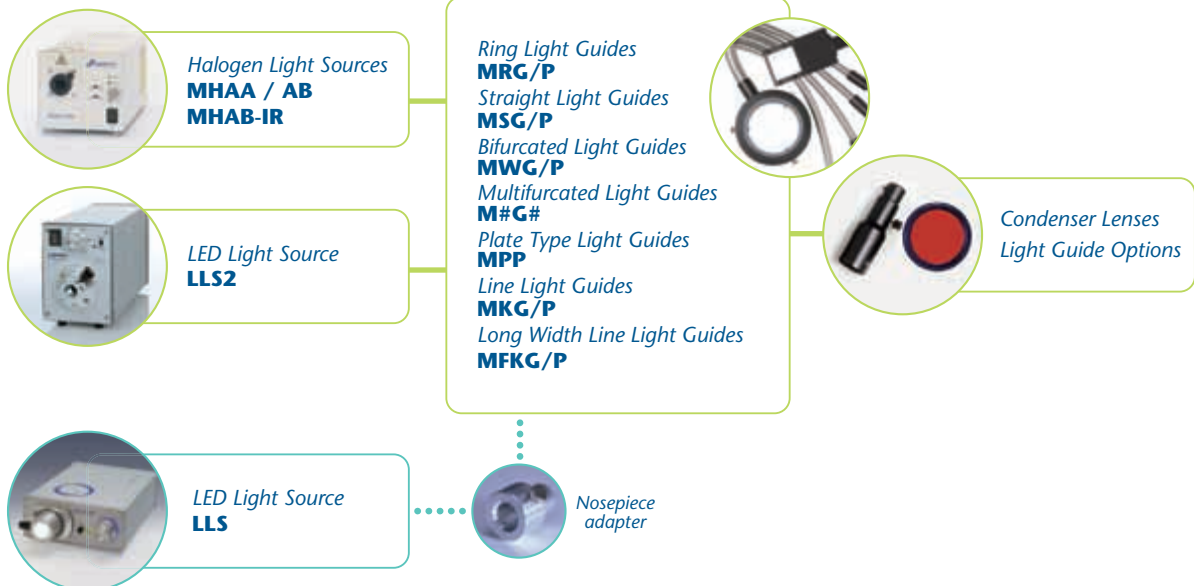 Halogen Light Sources
MHAA / AB
MHAB-IR
LED Light Source
LLS2
LED Light Source
LLS
Ring Light Guides
MRG/P
Straight Light Guides
MSG/P
Bifurcated Light Guides
MWG/P
Multifurcated Light Guides
M#G#
Plate Type Light Guides
MPP
Line Light Guides
MKG/P
Long Width Line Light Guides
MFKG/P
Nosepiece
adapter
Condenser Lenses
Light Guide Options